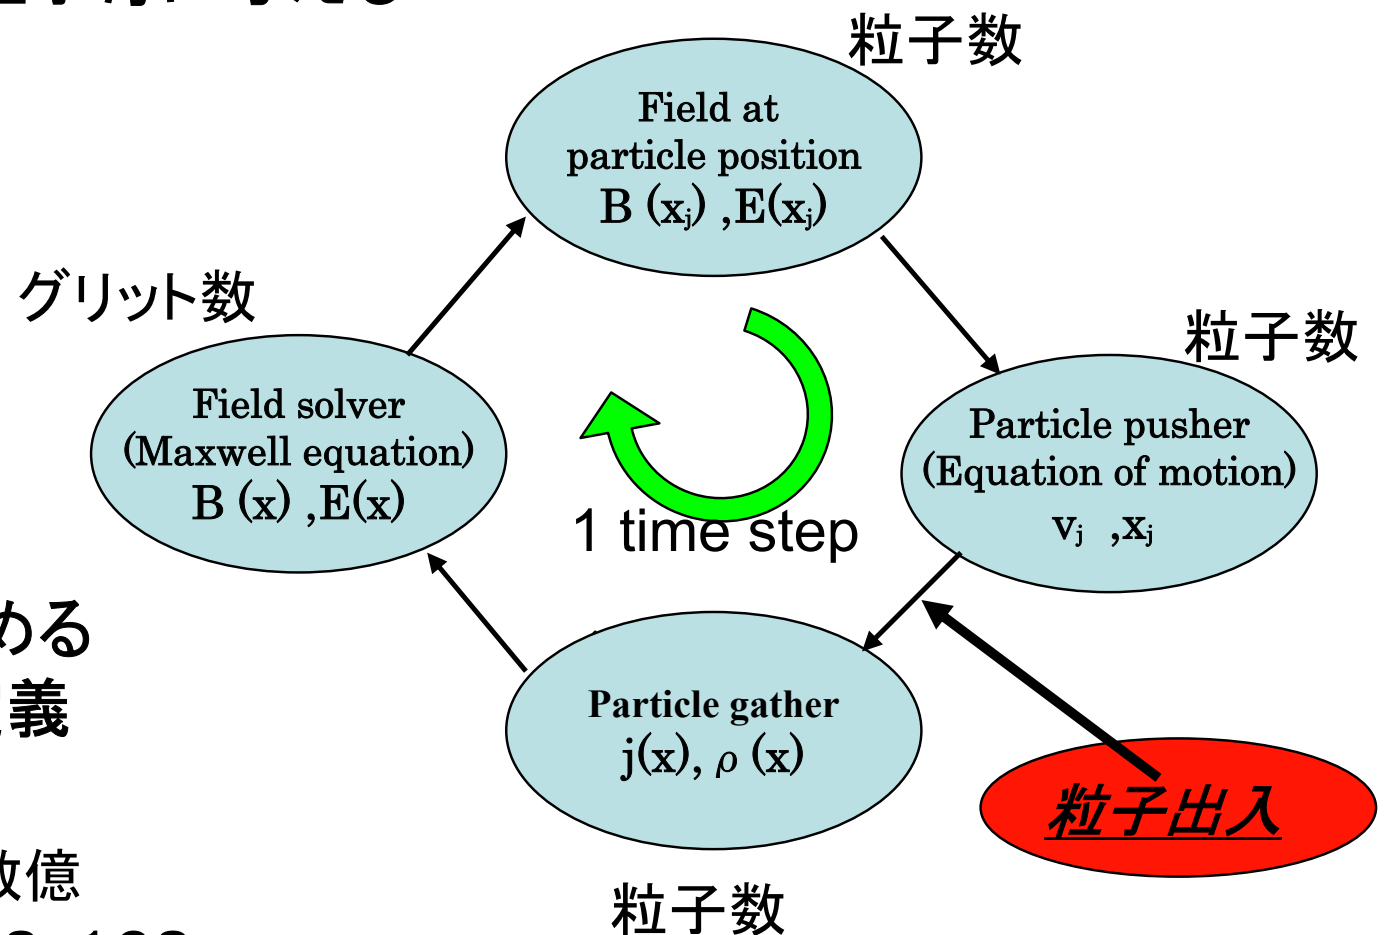 粒子数
Field at
particle position
B (xⱼ) ,E(xⱼ)
グリット数
粒子数
Field solver
(Maxwell equation)
B (x) ,E(x)
Particle pusher
(Equation of motion)
vⱼ ,xⱼ
1 time step
める
義
Particle gather
j(x), ρ (x)
粒子出入
数億
粒子数